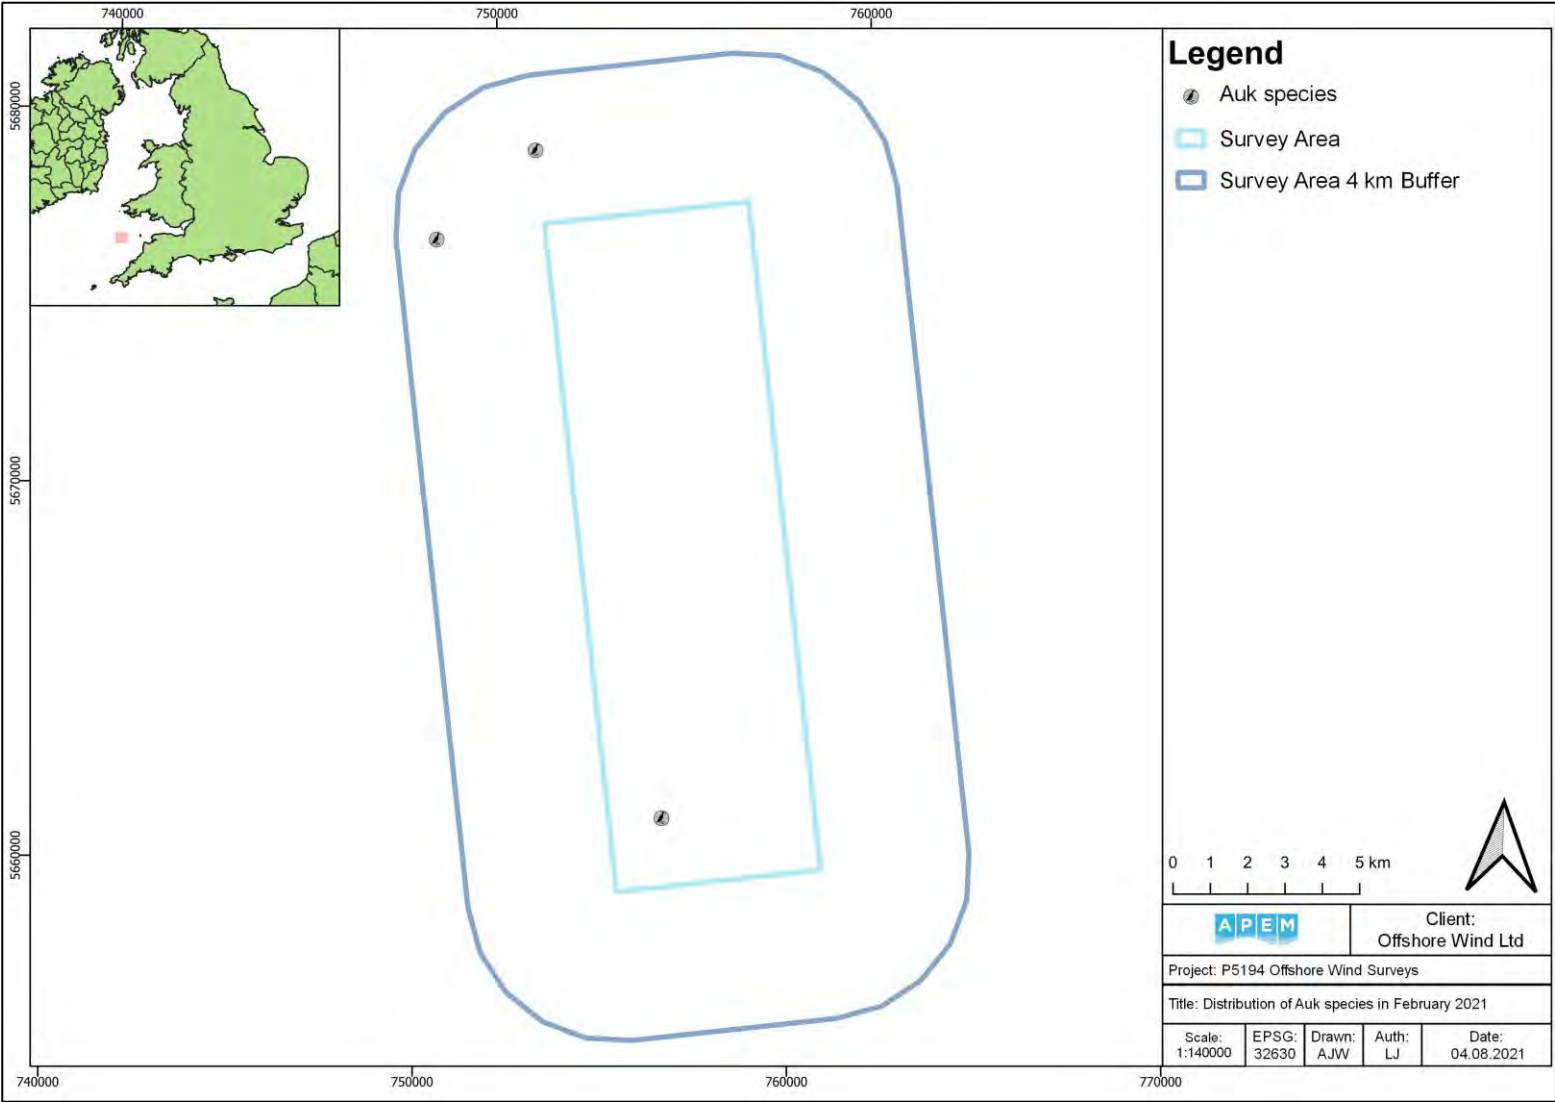 740000
750000
760000
5680000
5670000
5660000
740000
750000
760000
770000
Legend
Auk species
Survey Area
Survey Area 4 km Buffer
0 1 2 3 4 5 km
APEM
Client:
Offshore Wind Ltd
Project: P5194 Offshore Wind Surveys
Title: Distribution of Auk species in February 2021
Scale:
1:140000
EPSG:
32630
Drawn:
AJW
Auth:
LJ
Date:
04.08.2021